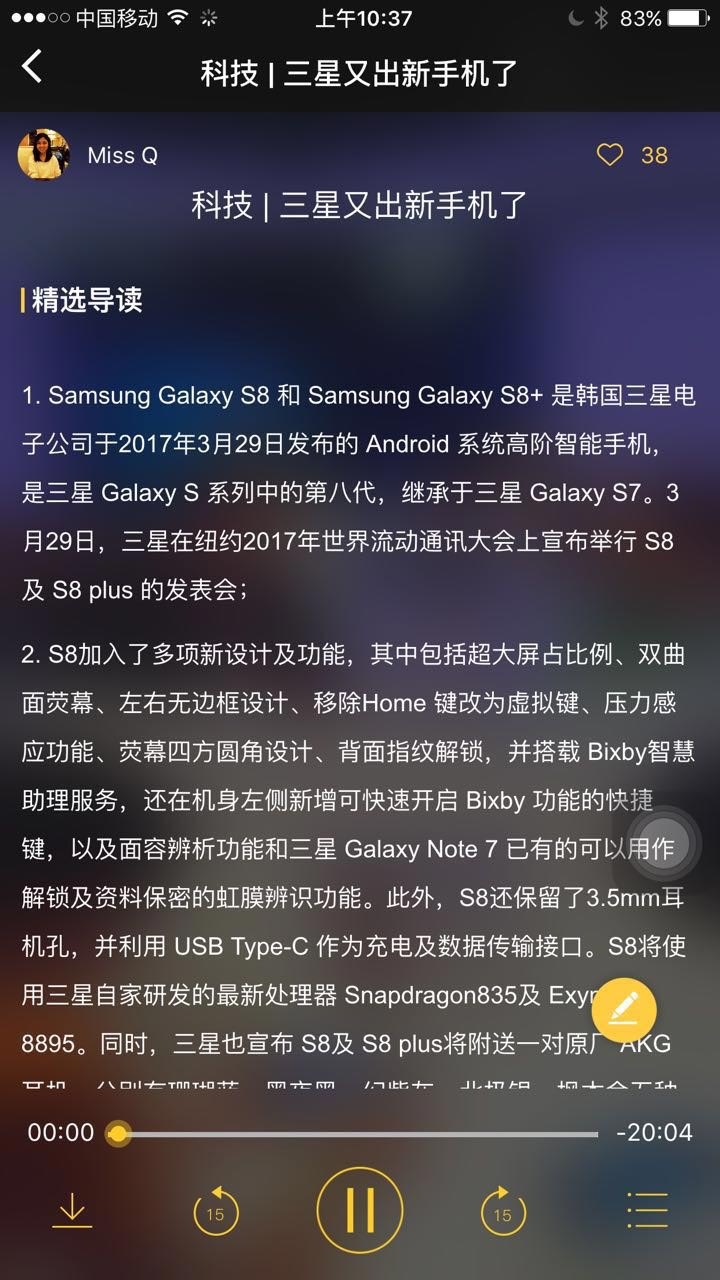 中国移动 上午10:37 83%
科技 | 三星又出新手机了
Miss Q 38
科技 | 三星又出新手机了
精选导读
1. Samsung Galaxy S8 和 Samsung Galaxy S8+ 是韩国三星电
子公司于2017年3月29日发布的 Android 系统高阶智能手机，
是三星 Galaxy S 系列中的第八代，继承于三星 Galaxy S7。3
月29日，三星在纽约2017年世界流动通讯大会上宣布举行 S8
及 S8 plus 的发表会；
2. S8加入了多项新设计及功能，其中包括超大屏占比例、双曲
面荧幕、左右无边框设计、移除Home 键改为虚拟键、压力感
应功能、荧幕四方圆角设计、背面指纹解锁，并搭载 Bixby智慧
助理服务，还在机身左侧新增可快速开启 Bixby 功能的快捷
键，以及面容辨析功能和三星 Galaxy Note 7 已有的可以用作
解锁及资料保密的虹膜辨识功能。此外，S8还保留了3.5mm耳
机孔，并利用 USB Type-C 作为充电及数据传输接口。S8将使
用三星自家研发的最新处理器 Snapdragon835及
8895。同时，三星也宣布 S8及 S8 plus将附送一对原厂 AKG
00:00 -20:04
15 15